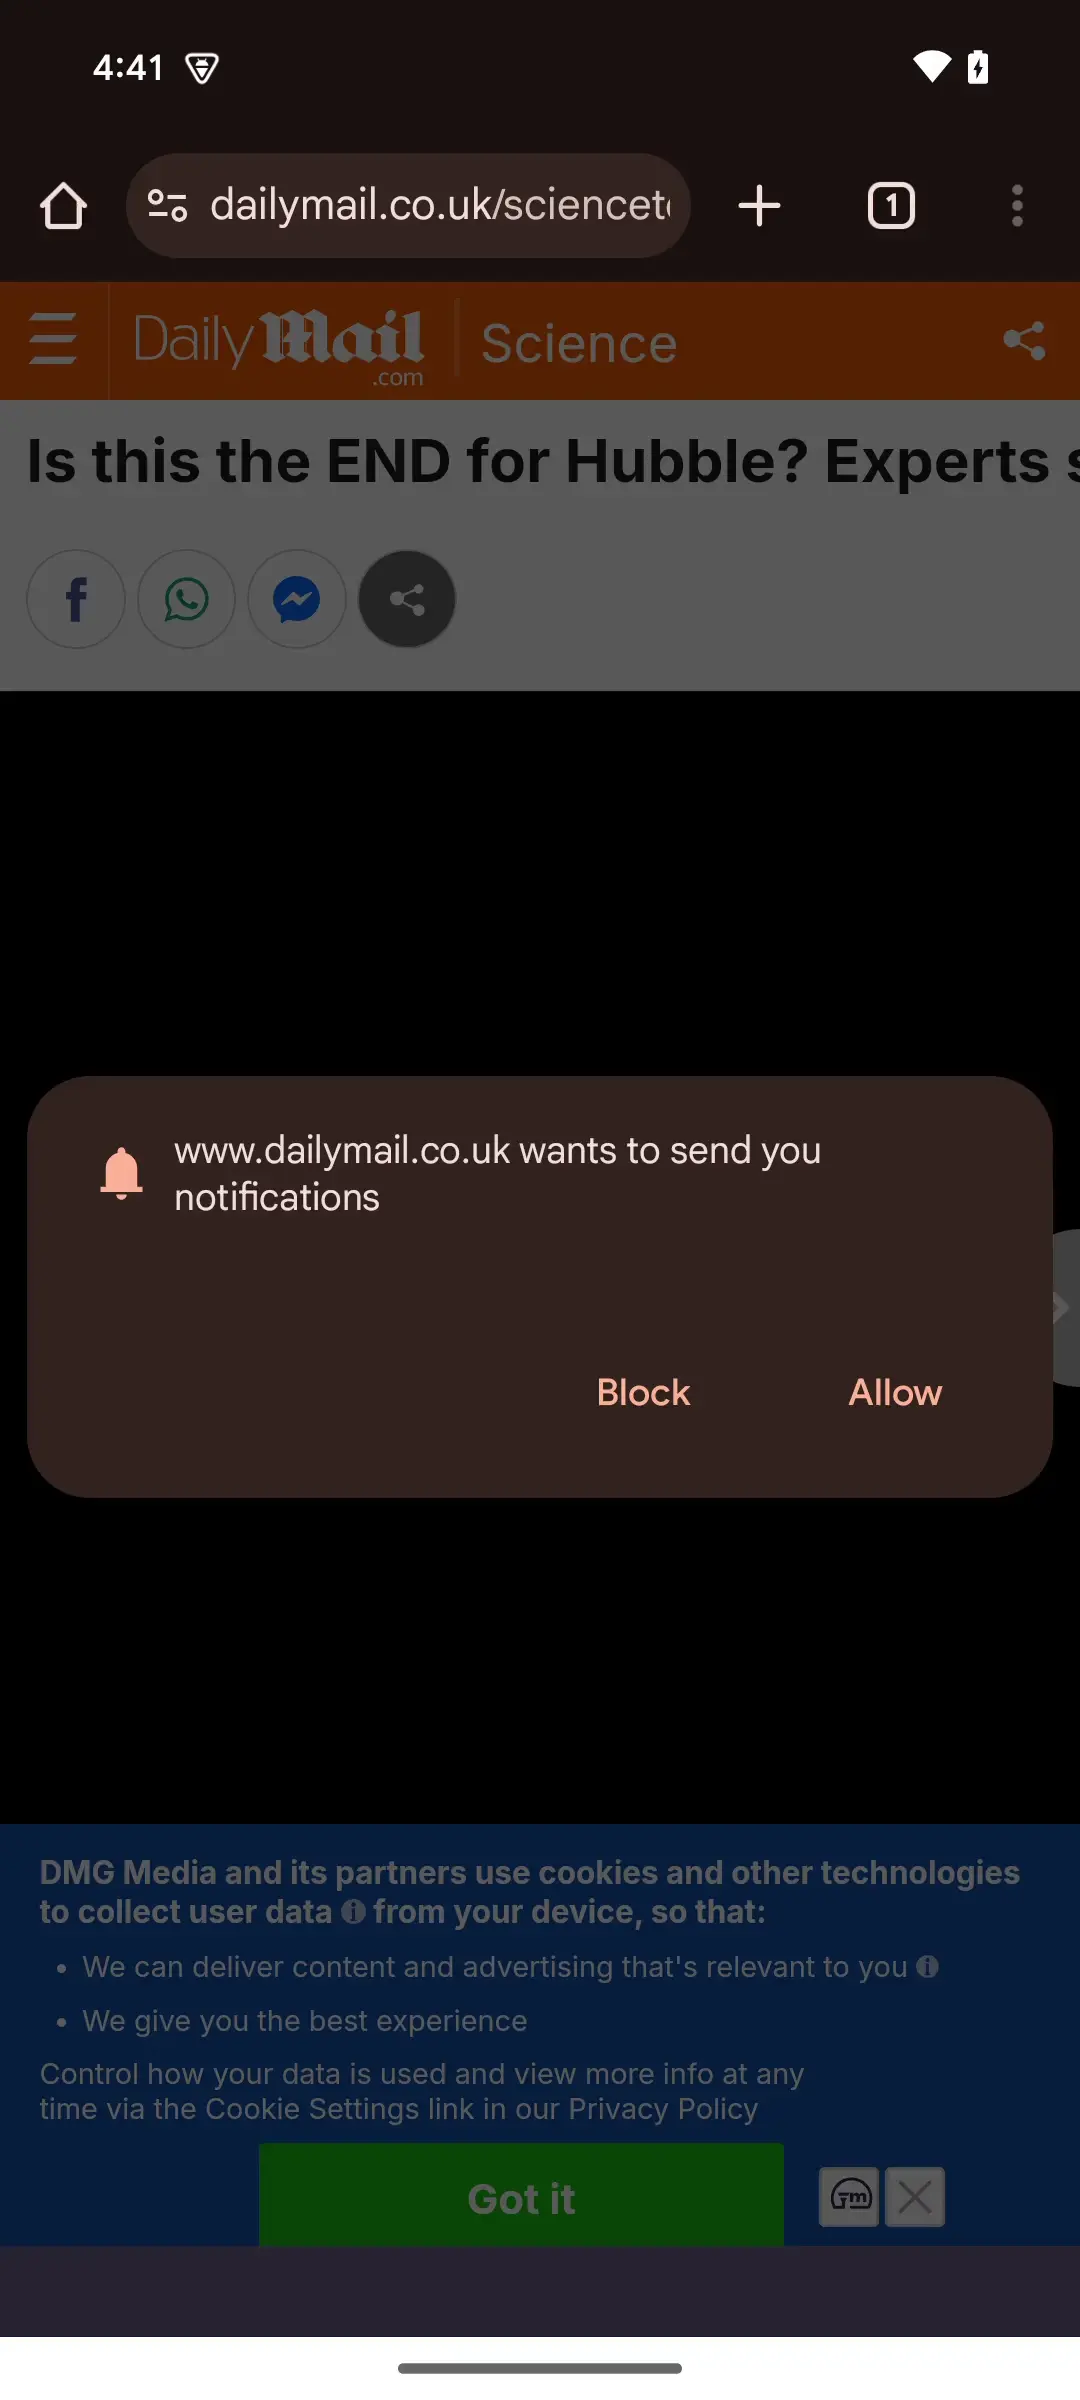 4:41
dailymail.co.uk/sciencet
1
Daily Mail
.com
Science
Is this the END for Hubble? Experts s
www.dailymail.co.uk wants to send you
notifications
Block
Allow
DMG Media and its partners use cookies and other technologies
to collect user data from your device, so that:
• We can deliver content and advertising that's relevant to you
• We give you the best experience
Control how your data is used and view more info at any
time via the Cookie Settings link in our Privacy Policy
Got it